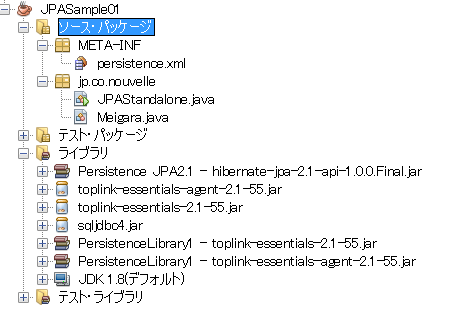 JPASample01
ソース・パッケージ
META-INF
persistence.xml
jp.co.nouvelle
JPAStandalone.java
Meigara.java
テスト・パッケージ
ライブラリ
Persistence JPA2.1 - hibernate-jpa-2.1-api-1.0.0.Final.jar
toplink-essentials-agent-2.1-55.jar
toplink-essentials-2.1-55.jar
sqljdbc4.jar
PersistenceLibrary1 - toplink-essentials-2.1-55.jar
PersistenceLibrary1 - toplink-essentials-agent-2.1-55.jar
JDK 1.8(デフォルト)
テスト・ライブラリ